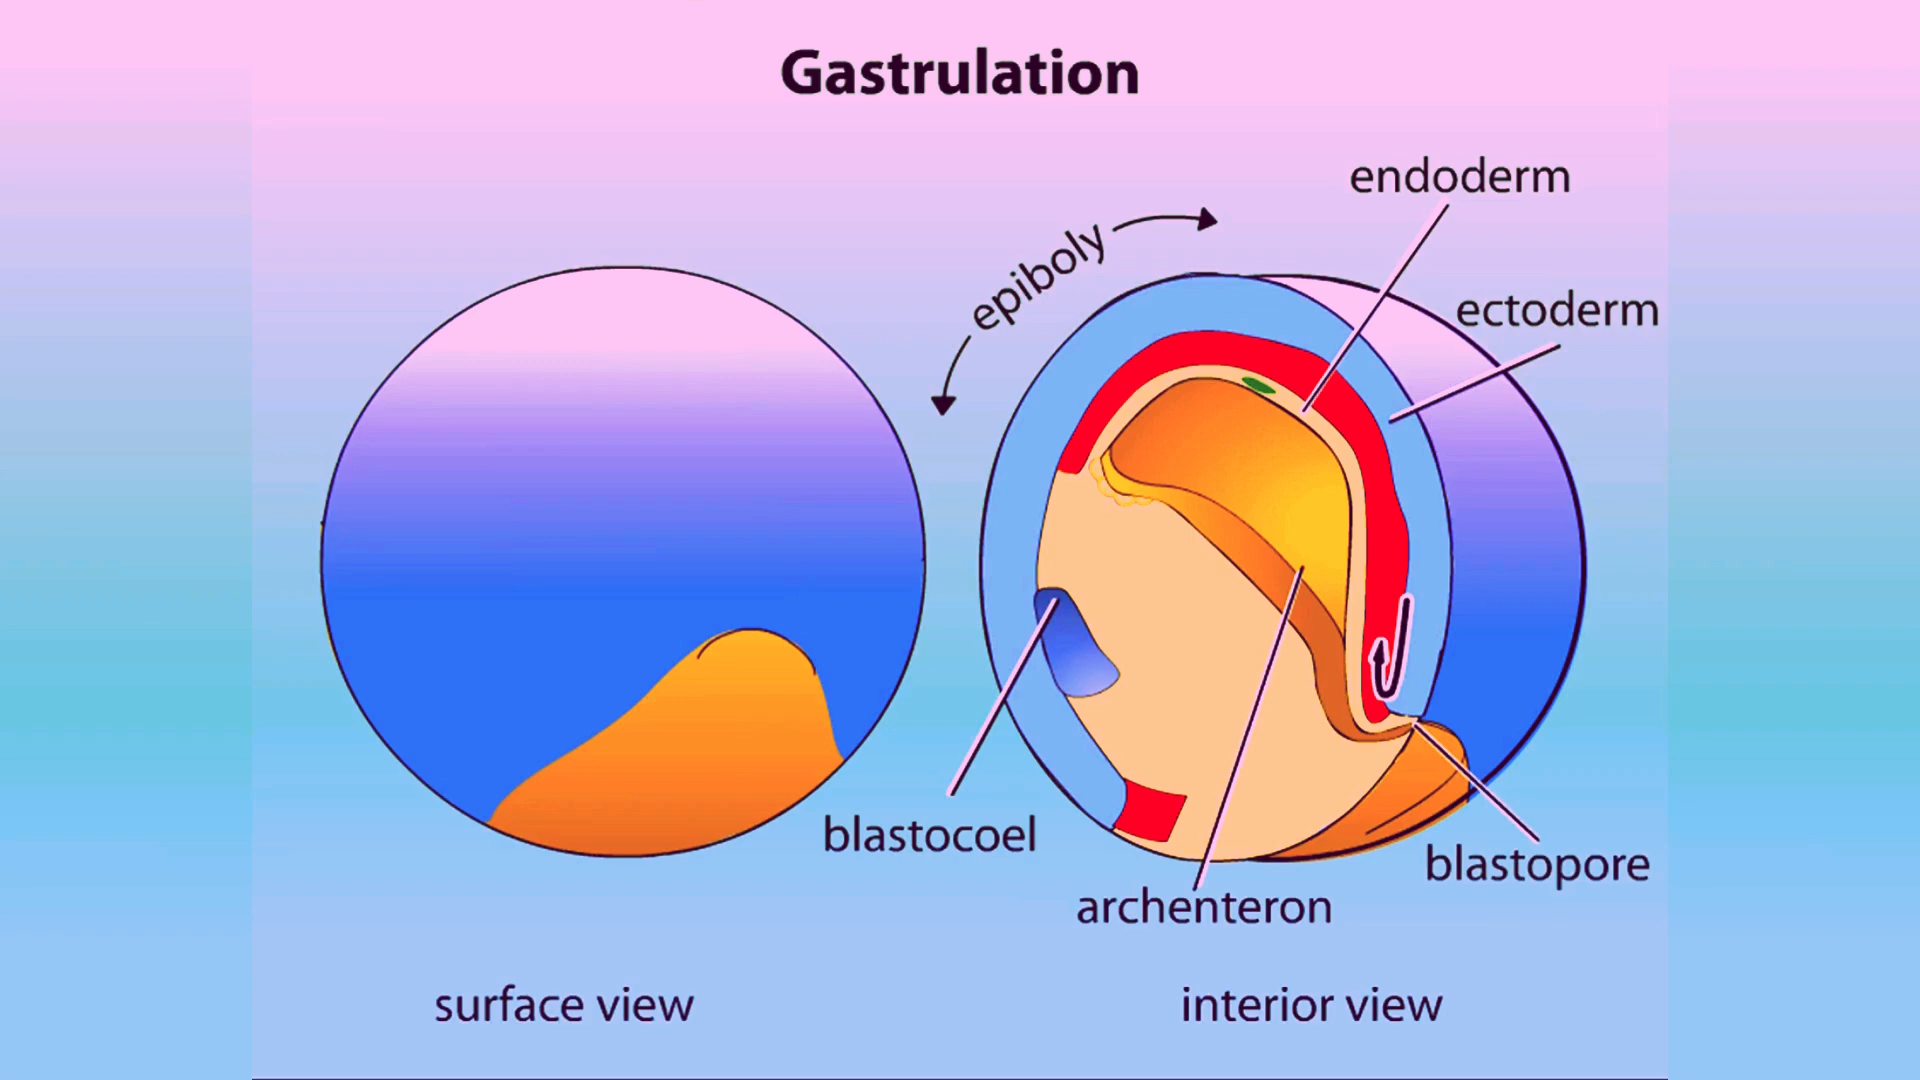 Gastrulation
endoderm
epiboly
ectoderm
blastocoel
blastopore
archenteron
surface view
interior view